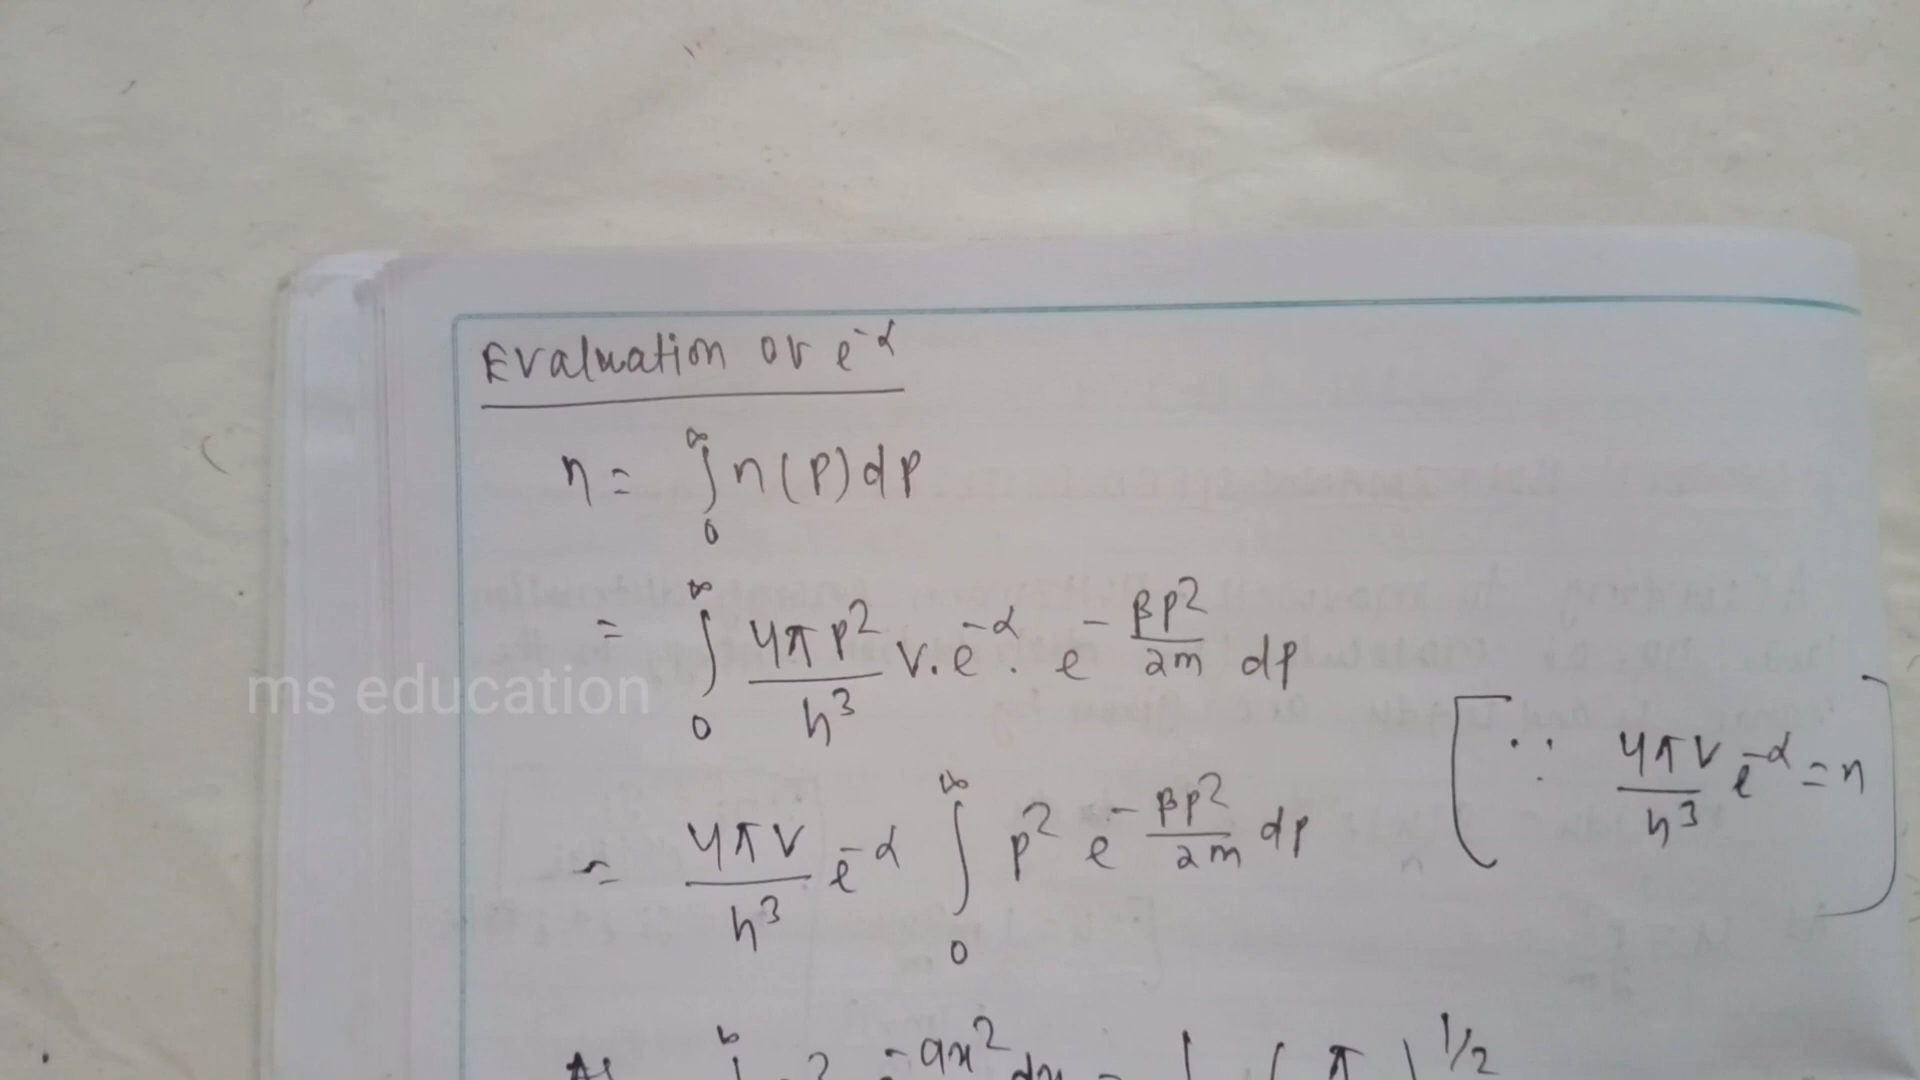 Evaluation of e^-α
n = ∫₀^∞ n(p)dp
= ∫₀^∞ 4πp²/h³ v.e^-α . e^-βp²/2m dp
= 4πV/h³ e^-α ∫₀^∞ p² e^-βp²/2m dp [∵ 4πV/h³ e^-α = n]
ms education